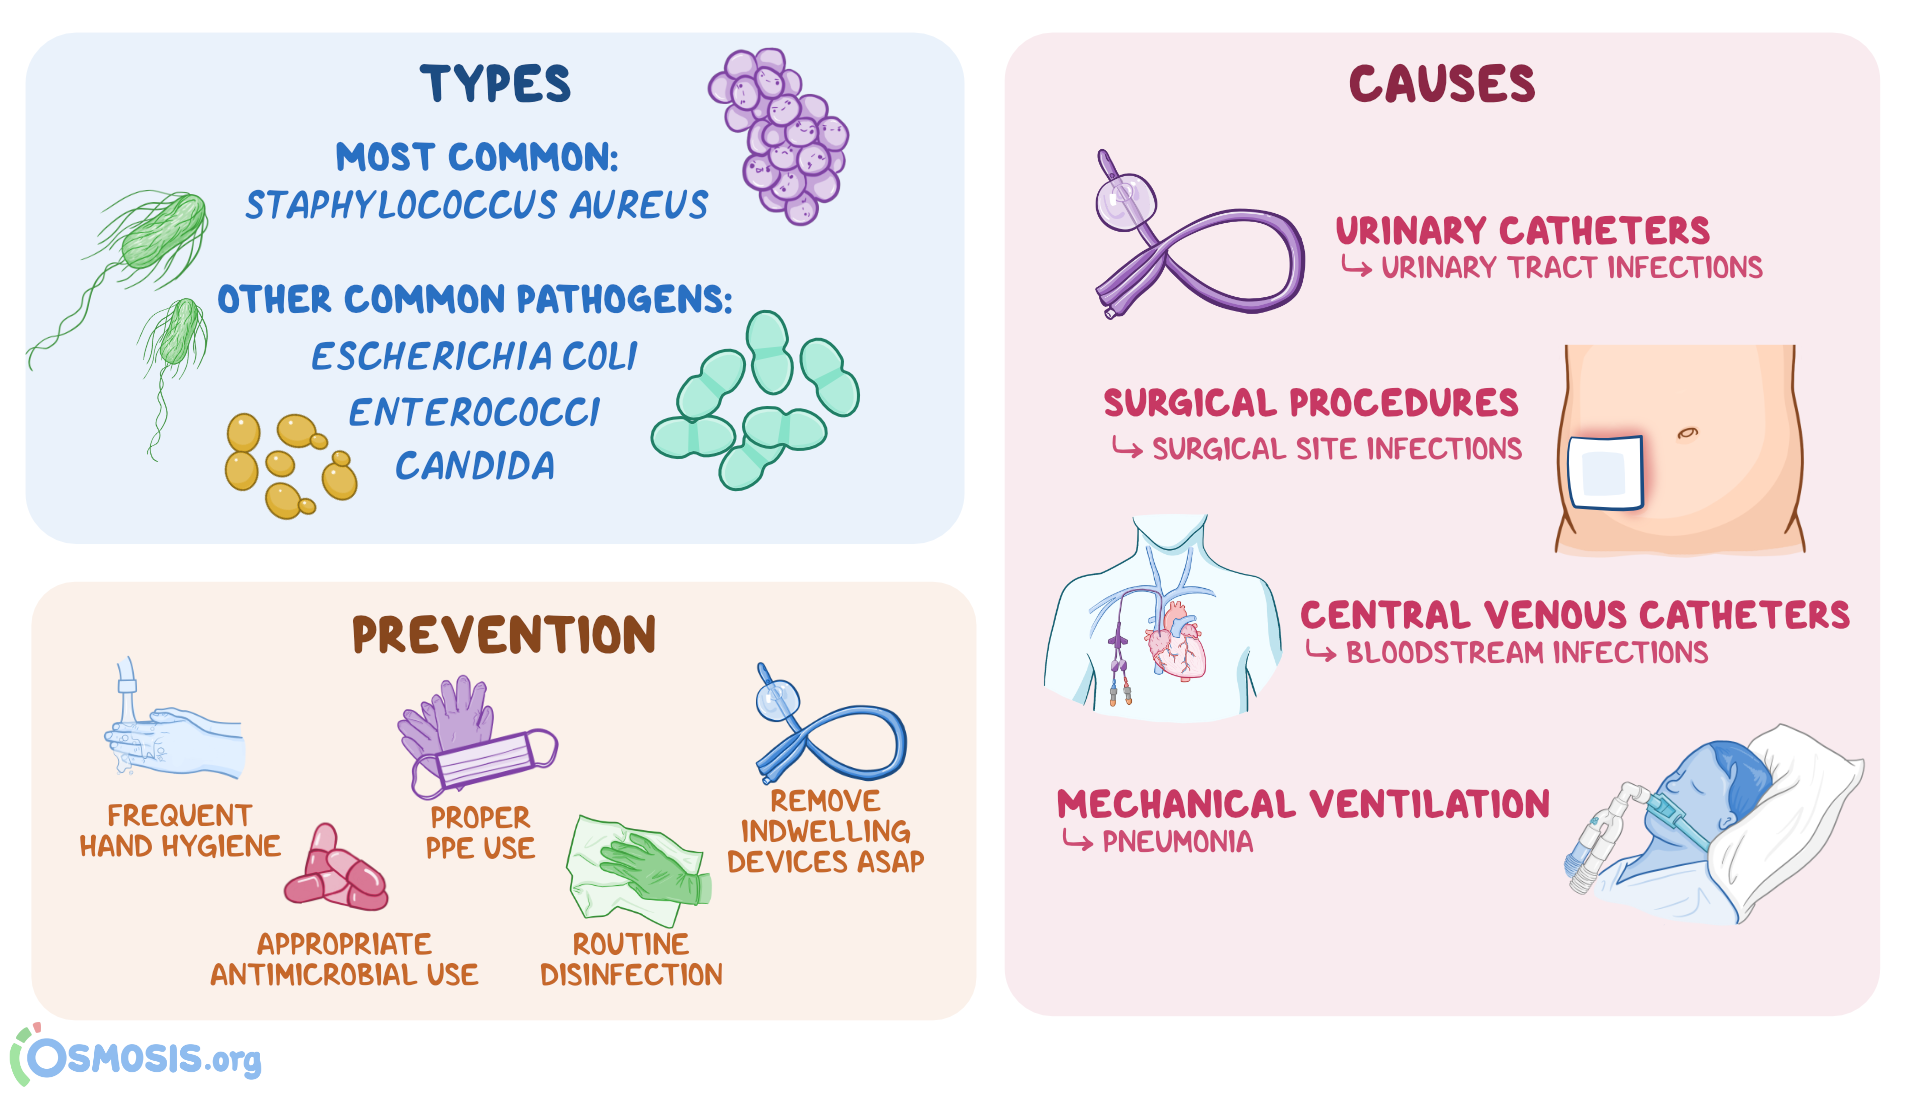 TYPES
MOST COMMON:
STAPHYLOCOCCUS AUREUS
OTHER COMMON PATHOGENS:
ESCHERICHIA COLI
ENTEROCOCCI
CANDIDA
PREVENTION
FREQUENT
HAND HYGIENE
APPROPRIATE
ANTIMICROBIAL USE
PROPER
PPE USE
ROUTINE
DISINFECTION
REMOVE
INDWELLING
DEVICES ASAP
CAUSES
URINARY CATHETERS
↳ URINARY TRACT INFECTIONS
SURGICAL PROCEDURES
↳ SURGICAL SITE INFECTIONS
CENTRAL VENOUS CATHETERS
↳ BLOODSTREAM INFECTIONS
MECHANICAL VENTILATION
↳ PNEUMONIA
OSMOSIS.org